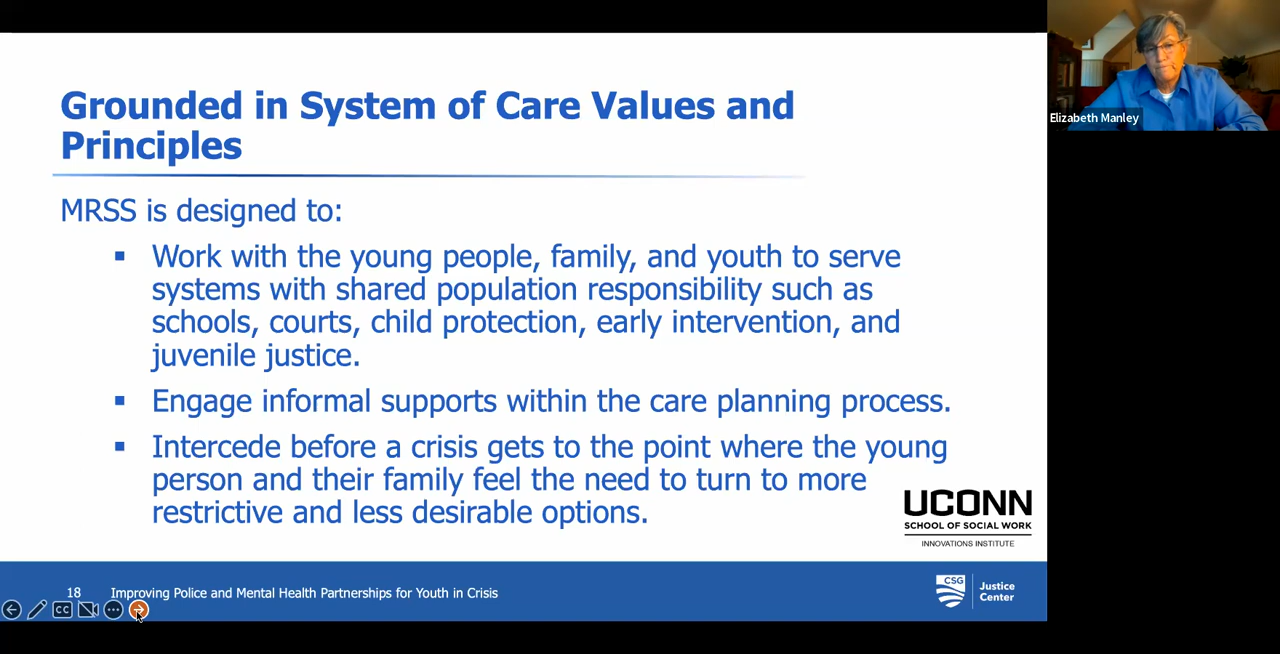 Grounded in System of Care Values and
Principles
MRSS is designed to:
▪ Work with the young people, family, and youth to serve
systems with shared population responsibility such as
schools, courts, child protection, early intervention, and
juvenile justice.
▪ Engage informal supports within the care planning process.
▪ Intercede before a crisis gets to the point where the young
person and their family feel the need to turn to more
restrictive and less desirable options.
UCONN
SCHOOL OF SOCIAL WORK
INNOVATIONS INSTITUTE
18 Improving Police and Mental Health Partnerships for Youth in Crisis
CSG
Justice
Center
CC
Elizabeth Manley